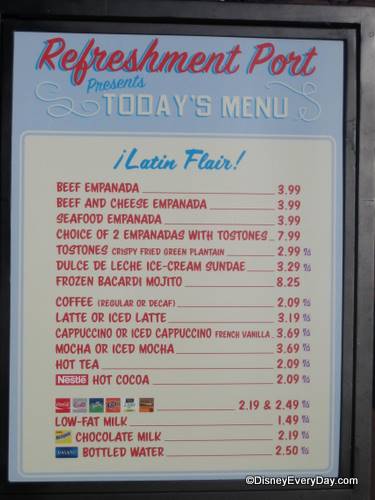 Refreshment Port
Presents
TODAY'S MENU
¡Latin Flair!
BEEF EMPANADA 3.99
BEEF AND CHEESE EMPANADA 3.99
SEAFOOD EMPANADA 3.99
CHOICE OF 2 EMPANADAS WITH TOSTONES 7.99
TOSTONES CRISPY FRIED GREEN PLANTAIN 2.99
DULCE DE LECHE ICE-CREAM SUNDAE 3.29
FROZEN BACARDI MOJITO 8.25
COFFEE (REGULAR OR DECAF) 2.09
LATTE OR ICED LATTE 3.19
CAPPUCCINO OR ICED CAPPUCCINO FRENCH VANILLA 3.69
MOCHA OR ICED MOCHA 3.69
HOT TEA 2.09
Nestlé HOT COCOA 2.09
2.19 & 2.49
LOW-FAT MILK 1.49
CHOCOLATE MILK 2.19
DASANI BOTTLED WATER 2.50
©DisneyEveryDay.com